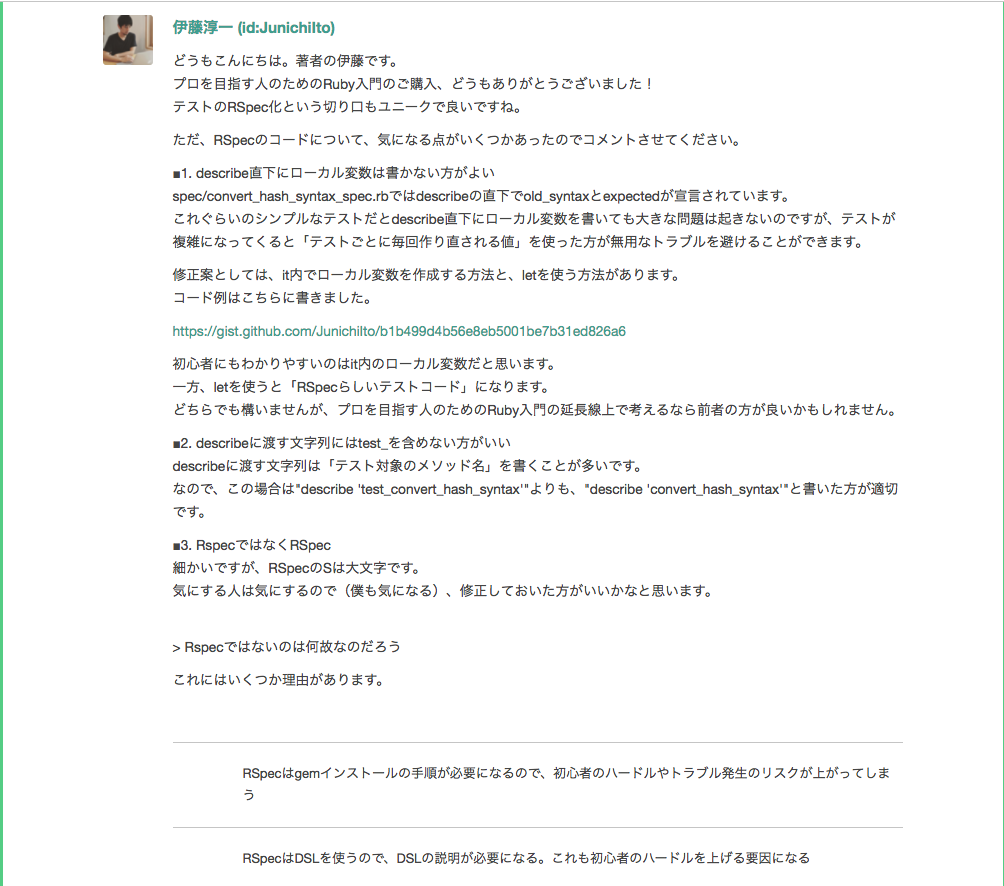 伊藤淳一 (id:JunichiIto)
どうもこんにちは。著者の伊藤です。
プロを目指す人のためのRuby入門のご購入、どうもありがとうございました！
テストのRSpec化という切り口もユニークで良いですね。
ただ、RSpecのコードについて、気になる点がいくつかあったのでコメントさせてください。
■1. describe直下にローカル変数は書かない方がよい
spec/convert_hash_syntax_spec.rbではdescribeの直下でold_syntaxとexpectedが宣言されています。
これぐらいのシンプルなテストだとdescribe直下にローカル変数を書いても大きな問題は起きないのですが、テストが
複雑になってくると「テストごとに毎回作り直される値」を使った方が無用なトラブルを避けることができます。
修正案としては、it内でローカル変数を作成する方法と、letを使う方法があります。
コード例はこちらに書きました。
https://gist.github.com/JunichiIto/b1b499d4b56e8eb5001be7b31ed826a6
初心者にもわかりやすいのはit内のローカル変数だと思います。
一方、letを使うと「RSpecらしいテストコード」になります。
どちらでも構いませんが、プロを目指す人のためのRuby入門の延長線上で考えるなら前者の方が良いかもしれません。
■2. describeに渡す文字列にはtest_を含めない方がいい
describeに渡す文字列は「テスト対象のメソッド名」を書くことが多いです。
なので、この場合は"describe 'test_convert_hash_syntax'"よりも、"describe 'convert_hash_syntax'"と書いた方が適切
です。
■3. RspecではなくRSpec
細かいですが、RSpecのSは大文字です。
気にする人は気にするので（僕も気になる）、修正しておいた方がいいかなと思います。
> Rspecではないのは何故なのだろう
これにはいくつか理由があります。
RSpecはgemインストールの手順が必要になるので、初心者のハードルやトラブル発生のリスクが上がってしま
う
RSpecはDSLを使うので、DSLの説明が必要になる。これも初心者のハードルを上げる要因になる